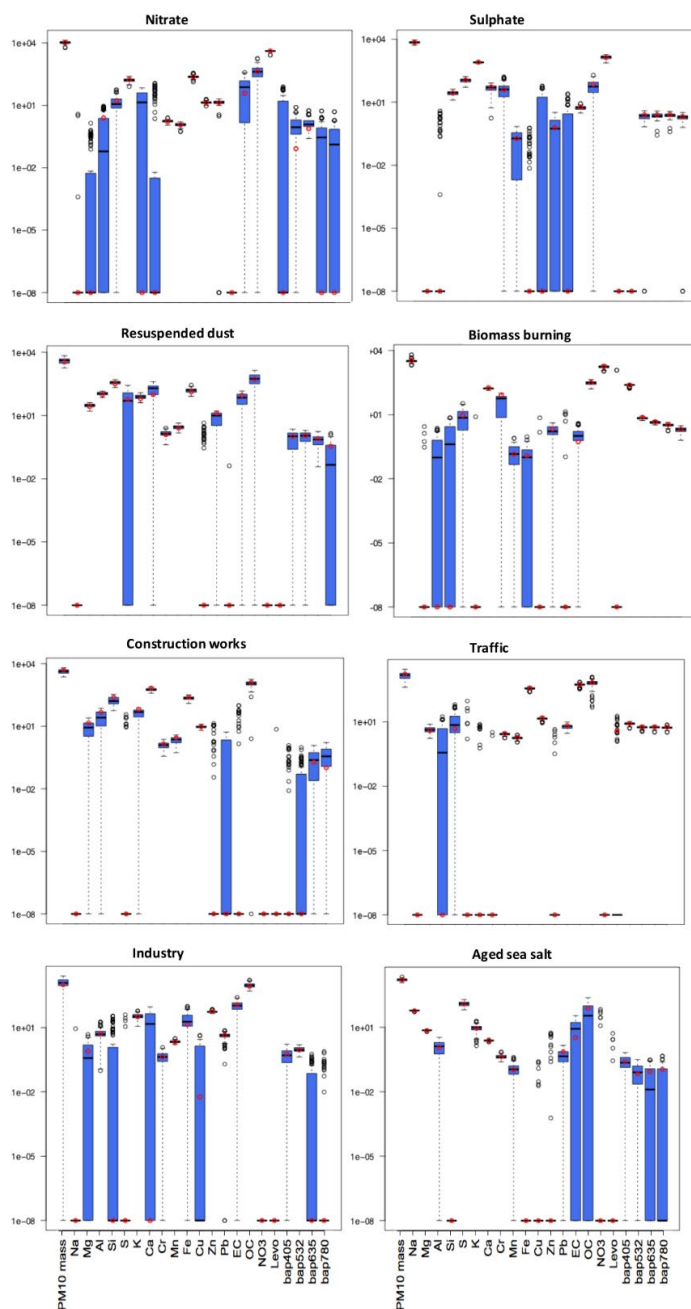 Nitrate
Sulphate
1e+04
1e+01
1e-02
1e-05
1e-08
1e+04
1e+01
1e-02
1e-05
1e-08
Resuspended dust
Biomass burning
1e+04
1e+01
1e-02
1e-05
1e-08
+04
+01
-02
-05
-08
Construction works
Traffic
1e+04
1e+01
1e-02
1e-05
1e-08
1e+01
1e-02
1e-05
1e-08
Industry
Aged sea salt
1e+01
1e-02
1e-05
1e-08
1e+01
1e-02
1e-05
1e-08
PM10 mass
Na
Mg
Al
Si
S
K
Ca
Cr
Mn
Fe
Cu
Zn
Pb
EC
OC
NO3
Levo
bap405
bap532
bap635
bap780
PM10 mass
Na
Mg
Al
Si
S
K
Ca
Cr
Mn
Fe
Cu
Zn
Pb
EC
OC
NO3
Levo
bap405
bap532
bap635
bap780